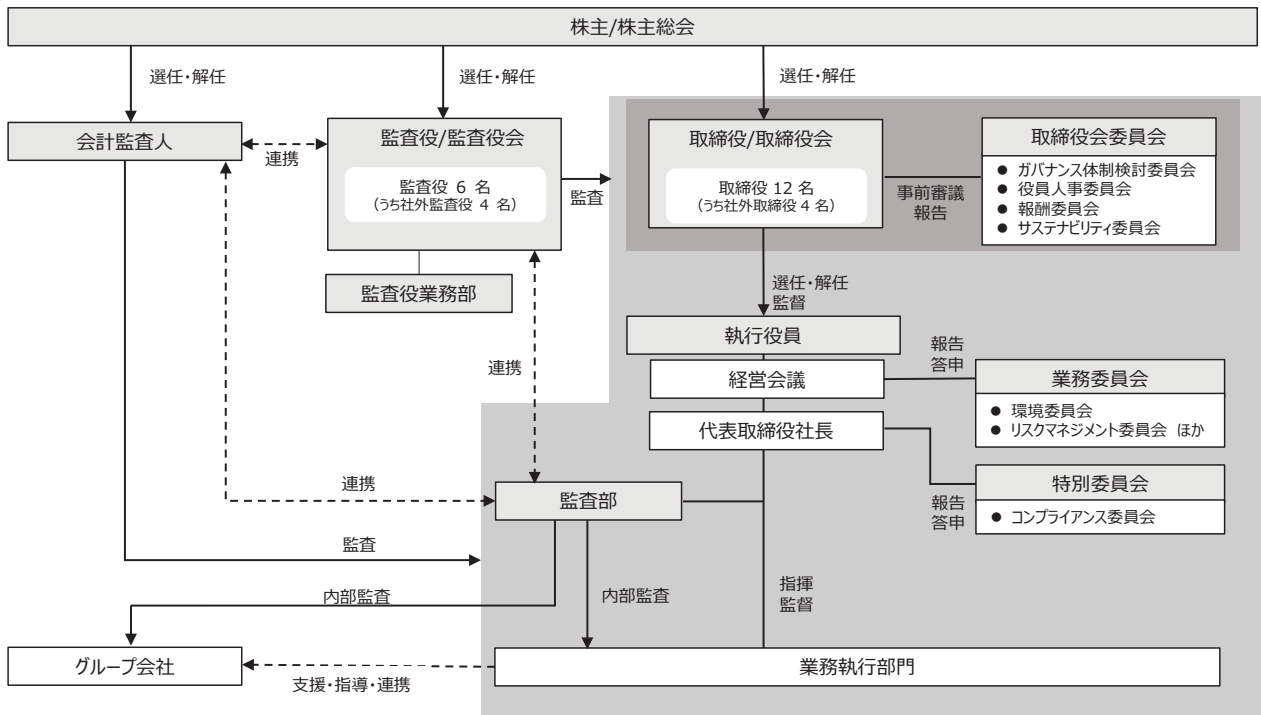 株主/株主総会
選任・解任
選任・解任
選任・解任
会計監査人
連携
監査役/監査役会
監査役 6 名
(うち社外監査役 4 名)
監査
取締役/取締役会
取締役 12 名
(うち社外取締役 4 名)
事前審議
報告
取締役会委員会
● ガバナンス体制検討委員会
● 役員人事委員会
● 報酬委員会
● サステナビリティ委員会
監査役業務部
選任・解任
監督
執行役員
連携
経営会議
報告
答申
業務委員会
● 環境委員会
● リスクマネジメント委員会 ほか
代表取締役社長
連携
監査部
報告
答申
特別委員会
● コンプライアンス委員会
監査
内部監査
内部監査
指揮
監督
グループ会社
支援・指導・連携
業務執行部門